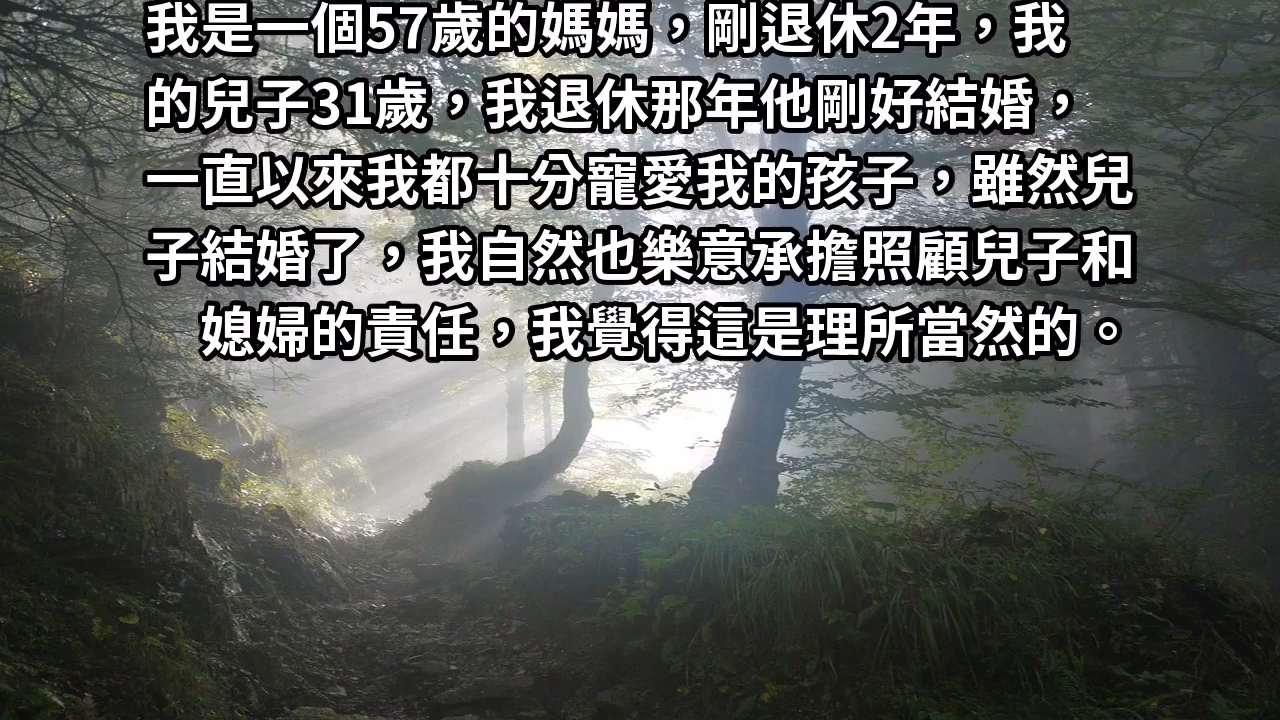 我是一個57歲的媽媽，剛退休2年，我
的兒子31歲，我退休那年他剛好結婚，
一直以來我都十分寵愛我的孩子，雖然兒
子結婚了，我自然也樂意承擔照顧兒子和
媳婦的責任，我覺得這是理所當然的。